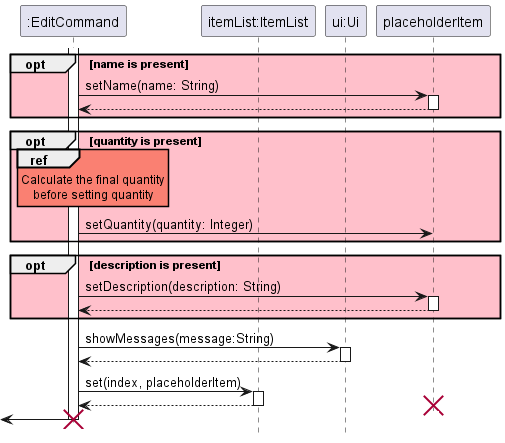 :EditCommand
itemList:ItemList
ui:Ui
placeholderItem
opt
[name is present]
setName(name: String)
opt
[quantity is present]
ref
Calculate the final quantity
before setting quantity
setQuantity(quantity: Integer)
opt
[description is present]
setDescription(description: String)
showMessages(message:String)
set(index, placeholderItem)